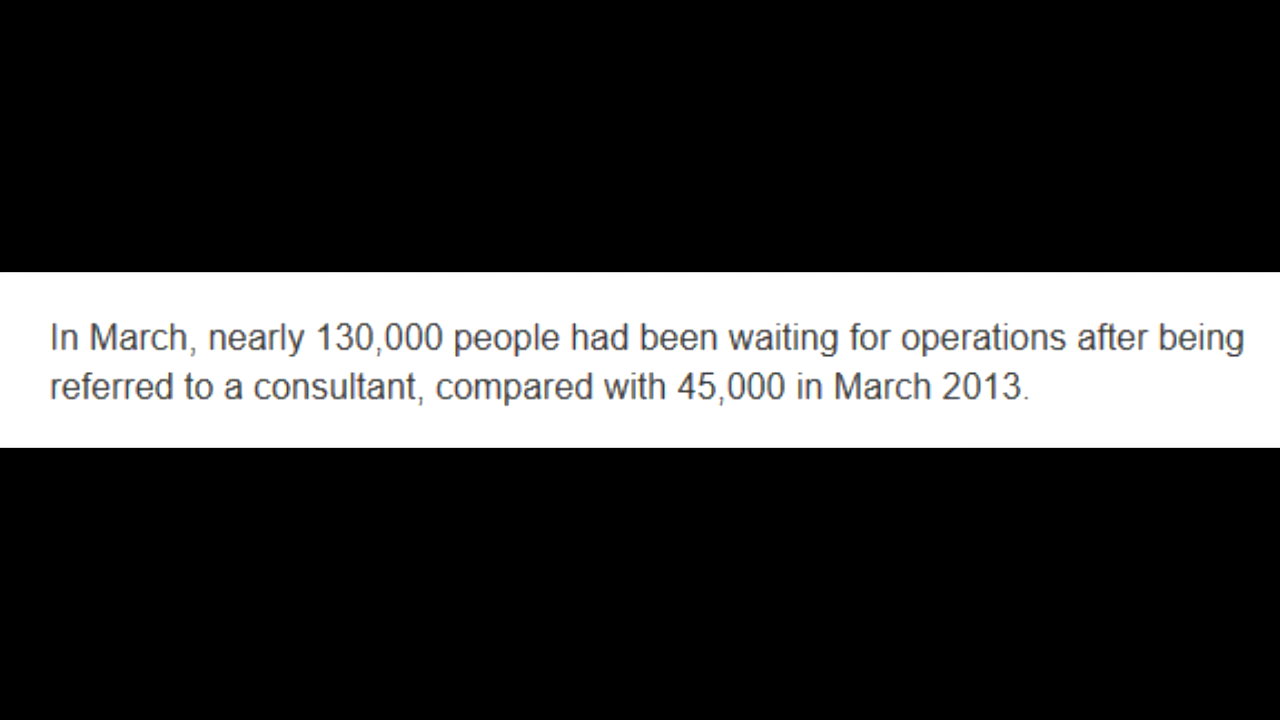 In March, nearly 130,000 people had been waiting for operations after being
referred to a consultant, compared with 45,000 in March 2013.